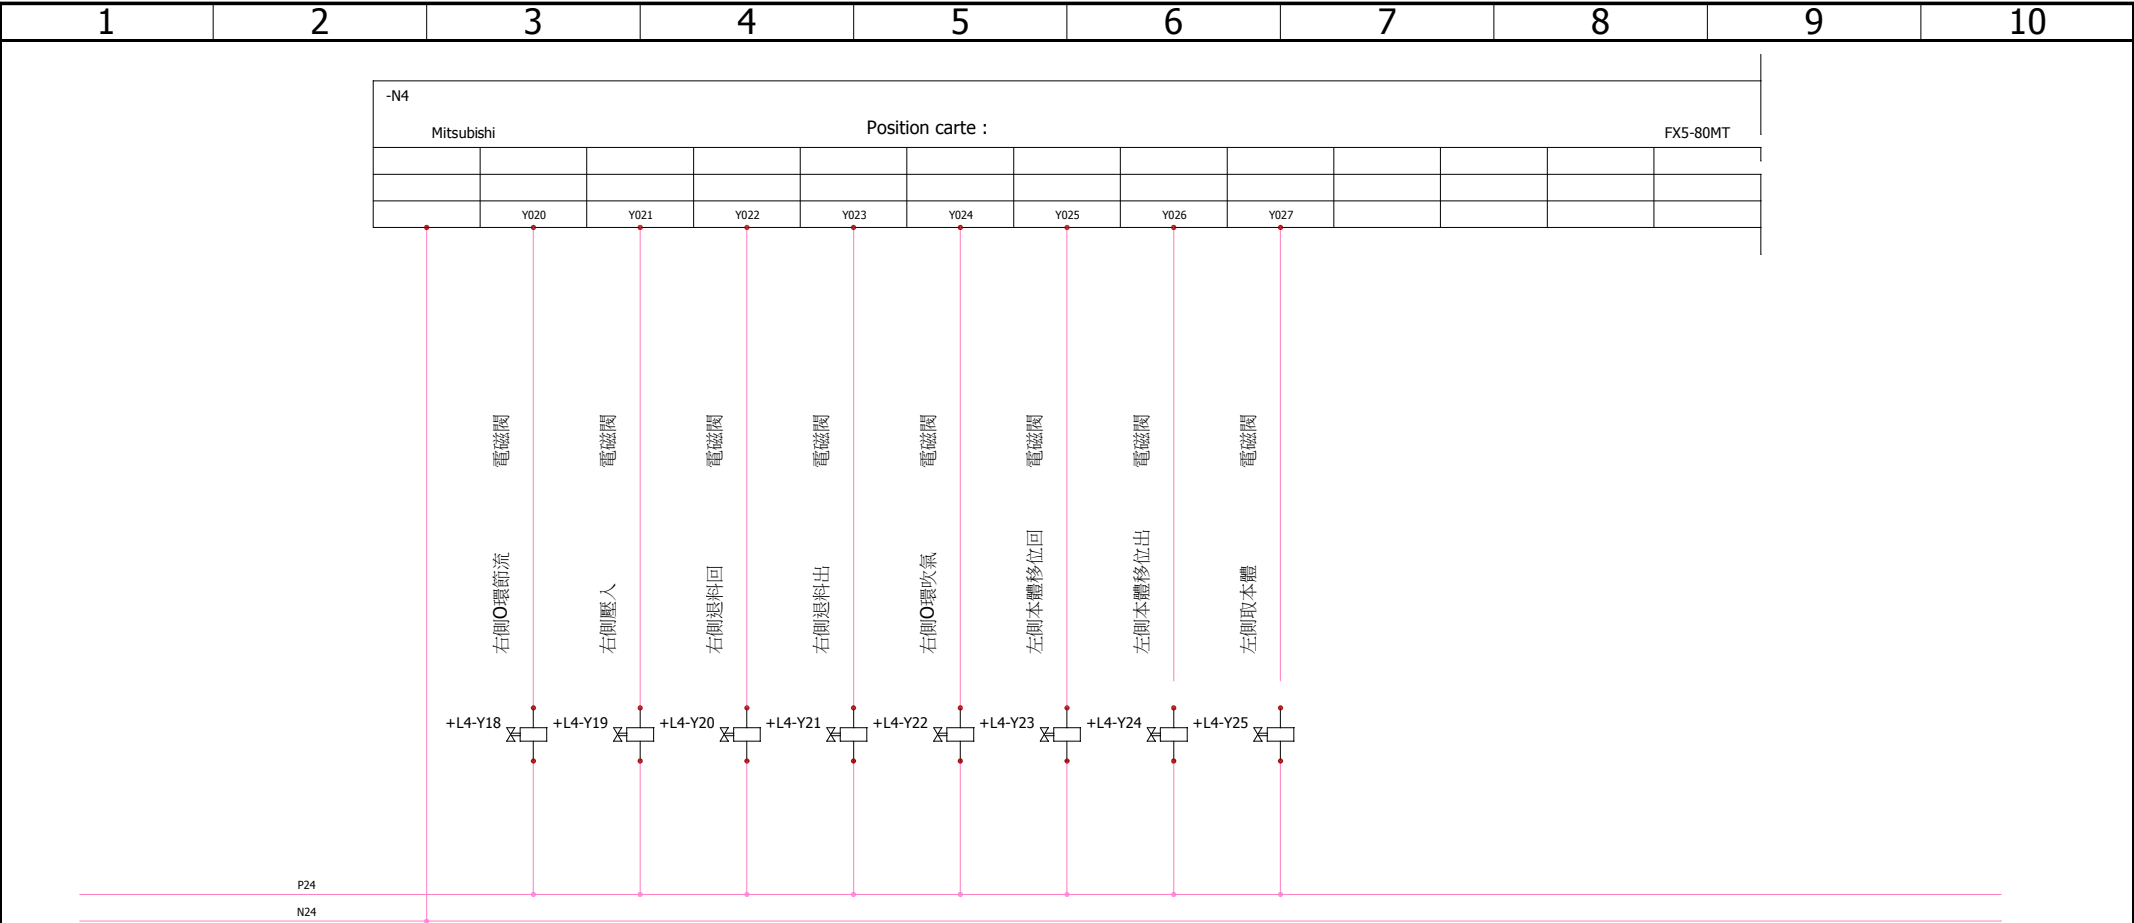 1 2 3 4 5 6 7 8 9 10
-N4
Mitsubishi Position carte : FX5-80MT
Y020 Y021 Y022 Y023 Y024 Y025 Y026 Y027
電磁閥 電磁閥 電磁閥 電磁閥 電磁閥 電磁閥 電磁閥 電磁閥
右側O環節流
右側壓入
右側退料回
右側退料出
右側O環吹氣
左側本體移位回
左側本體移位出
左側取本體
+L4-Y18 +L4-Y19 +L4-Y20 +L4-Y21 +L4-Y22 +L4-Y23 +L4-Y24 +L4-Y25
P24
N24